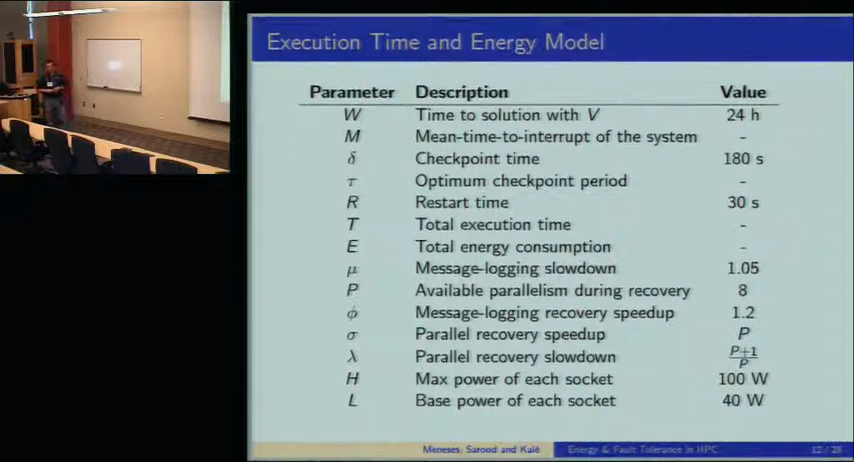 Execution Time and Energy Model
Parameter Description Value
W Time to solution with V 24 h
M Mean-time-to-interrupt of the system -
δ Checkpoint time 180 s
τ Optimum checkpoint period -
R Restart time 30 s
T Total execution time -
E Total energy consumption -
μ Message-logging slowdown 1.05
P Available parallelism during recovery 8
ϕ Message-logging recovery speedup 1.2
σ Parallel recovery speedup P
λ Parallel recovery slowdown P+1/P
H Max power of each socket 100 W
L Base power of each socket 40 W
Meneses, Sarood and Kalé Energy & Fault Tolerance in HPC 12 / 28